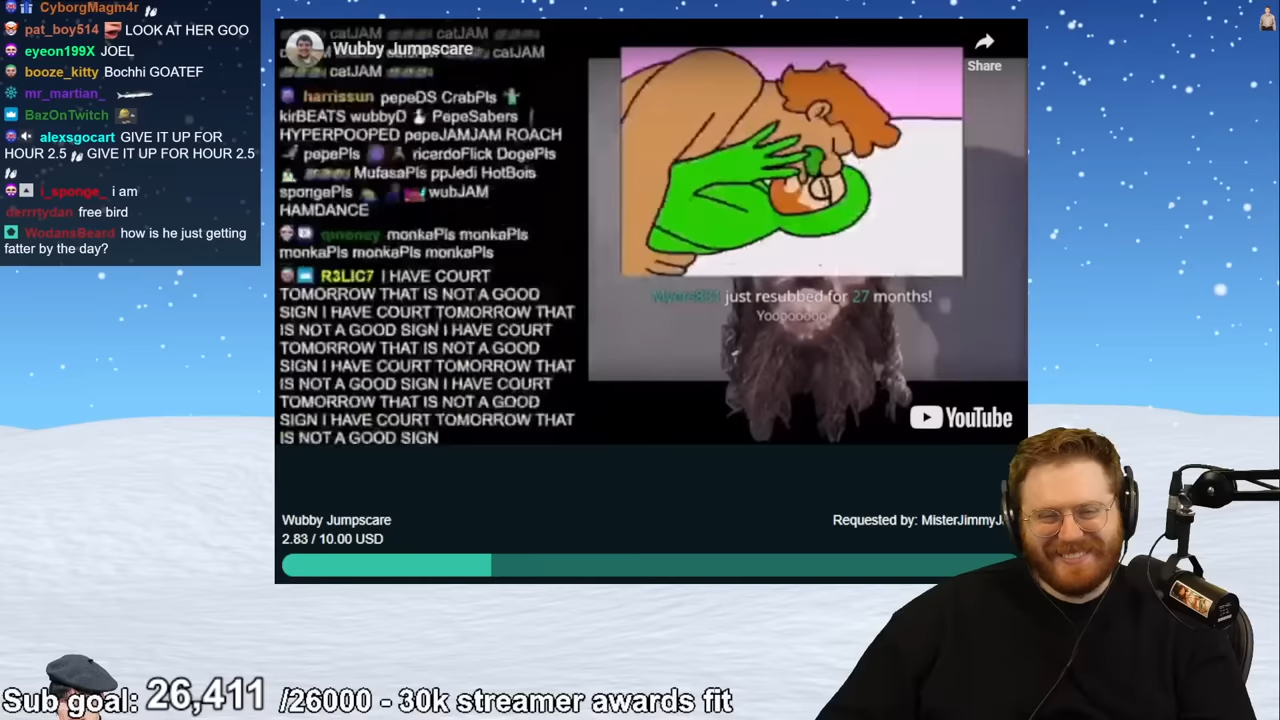 CyborgMagm4r
pat_boy514 LOOK AT HER GOO
eyeon199X JOEL
booze_kitty Bochhi GOATEF
mr_martian_
BazOnTwitch
alexsgocart GIVE IT UP FOR
HOUR 2.5 GIVE IT UP FOR HOUR 2.5
i_sponge_ i am
derrrtydan free bird
WodansBeard how is he just getting
fatter by the day?
catJAM catJAM
Wubby Jumpscare
catJAM
catJAM
harrissun pepeDS CrabPls
kirBEATS wubbyD PepeSabers
HYPERPOOPED pepeJAMJAM ROACH
pepePls ricardoFlick DogePls
MufasaPls ppJedi HotBois
spongePls wubJAM
HAMDANCE
monkaPls monkaPls
monkaPls monkaPls monkaPls
R3LIC7 I HAVE COURT
TOMORROW THAT IS NOT A GOOD
SIGN I HAVE COURT TOMORROW THAT
IS NOT A GOOD SIGN I HAVE COURT
TOMORROW THAT IS NOT A GOOD
SIGN I HAVE COURT TOMORROW THAT
IS NOT A GOOD SIGN I HAVE COURT
TOMORROW THAT IS NOT A GOOD
SIGN I HAVE COURT TOMORROW THAT
IS NOT A GOOD SIGN
Share
just resubbed for 27 months!
YouTube
Wubby Jumpscare
Requested by: MisterJimmyJ
2.83 / 10.00 USD
Sub goal: 26,411 /26000 - 30k streamer awards fit